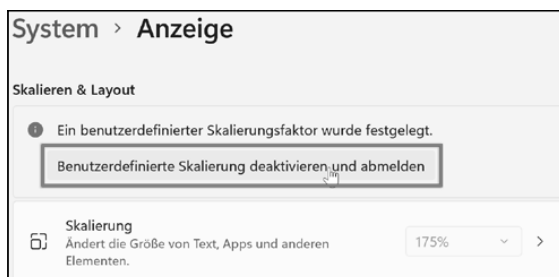 System > Anzeige
Skalieren & Layout
Ein benutzerdefinierter Skalierungsfaktor wurde festgelegt.
Benutzerdefinierte Skalierung deaktivieren und abmelden
Skalierung
Ändert die Größe von Text, Apps und anderen
Elementen.
175%